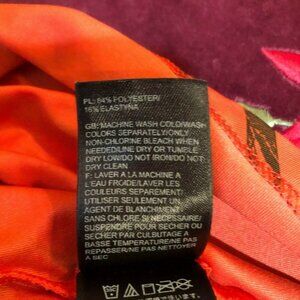 PL: 84% POLYESTER/
16% ELASTYNA
GB: MACHINE WASH COLD/WASH
COLORS SEPARATELY/ONLY
NON-CHLORINE BLEACH WHEN
NEEDED/LINE DRY OR TUMBLE
DRY LOW/DO NOT IRON/DO NOT
DRY CLEAN
F: LAVER A LA MACHINE A
L'EAU FROIDE/LAVER LES
COULEURS SEPAREMENT/
UTILISER SEULEMENT UN
AGENT DE BLANCHIMENT
SANS CHLORE SI NECESSAIRE/
SUSPENDRE POUR SECHER OU
SECHER PAR CULBUTAGE A
BASSE TEMPERATURE/NE PAS
REPASSER/NE PAS NETTOYER
A SEC